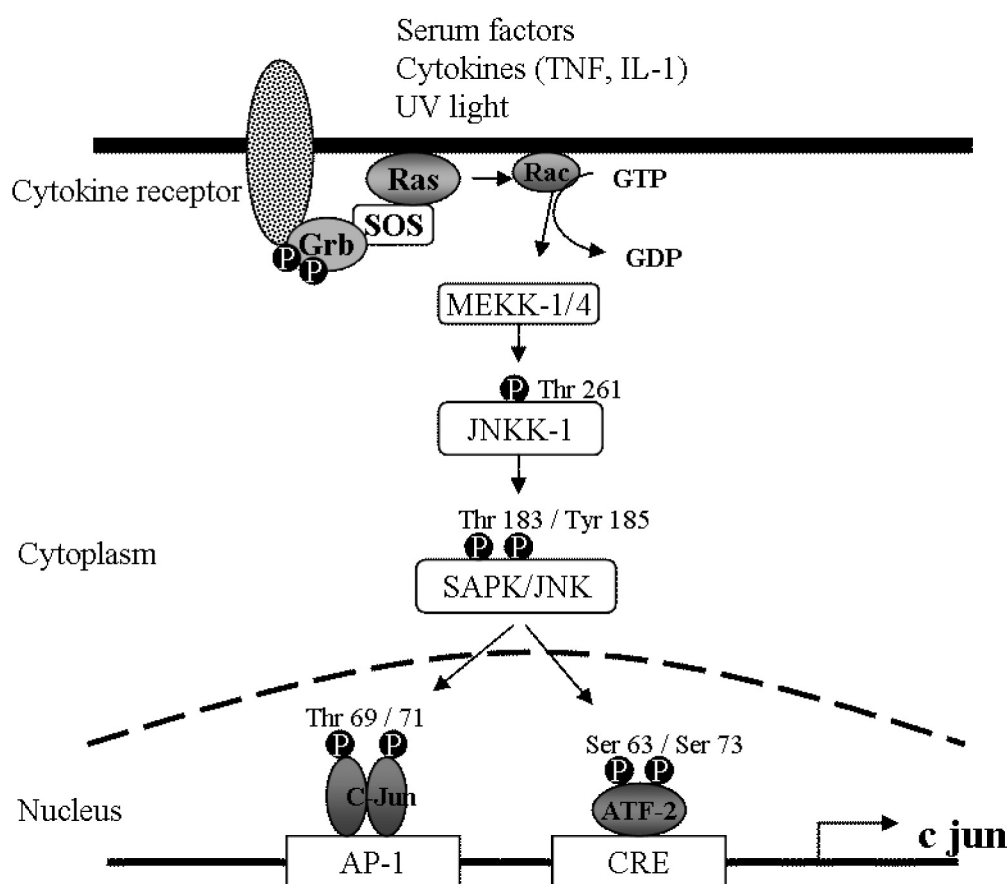 Serum factors
Cytokines (TNF, IL-1)
UV light
Cytokine receptor
Ras
Rac
GTP
SOS
Grb
P
P
GDP
MEKK-1/4
P Thr 261
JNKK-1
Thr 183 / Tyr 185
P P
Cytoplasm
SAPK/JNK
Thr 69 / 71
P P
Ser 63 / Ser 73
P P
Nucleus
C-Jun
ATF-2
c jun
AP-1
CRE